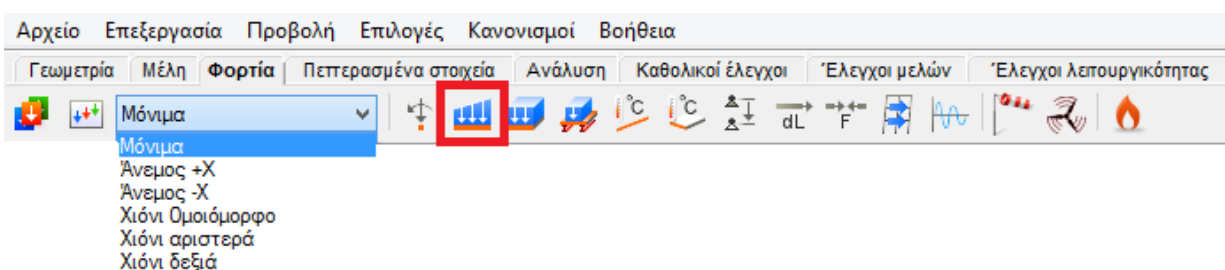 Αρχείο Επεξεργασία Προβολή Επιλογές Κανονισμοί Βοήθεια
Γεωμετρία Μέλη Φορτία Πεπερασμένα στοιχεία Ανάλυση Καθολικοί έλεγχοι Έλεγχοι μελών Έλεγχοι λειτουργικότητας
Μόνιμα °C °C dL F
Μόνιμα
Άνεμος +X
Άνεμος -X
Χιόνι Ομοιόμορφο
Χιόνι αριστερά
Χιόνι δεξιά